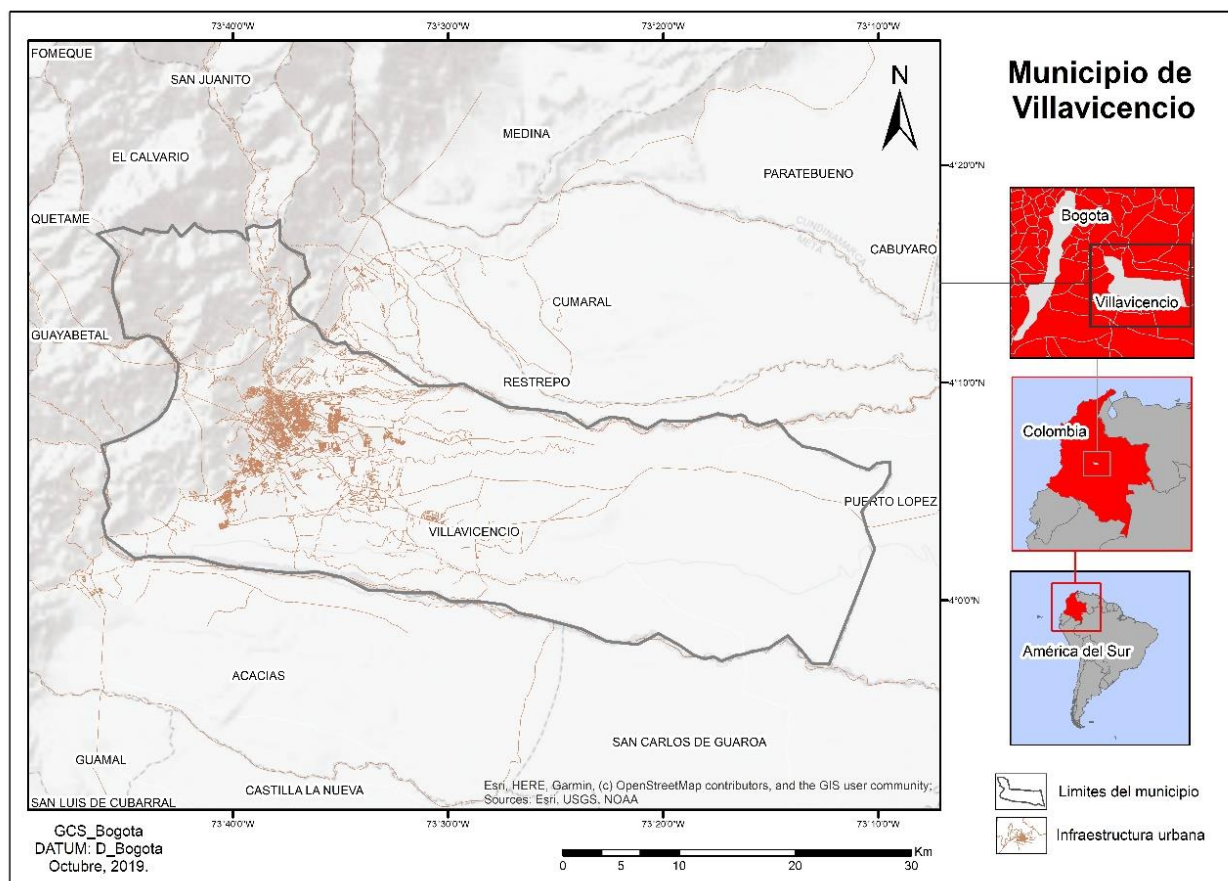 73°40'0"W
73°30'0"W
73°20'0"W
73°10'0"W
FOMEQUE
SAN JUANITO
N
MEDINA
EL CALVARIO
4°20'0"N
PARATEBUENO
QUETAME
CUNDINAMARCA
META
CABUYARO
CUMARAL
GUAYABETAL
RESTREPO
4°10'0"N
PUERTO LOPEZ
VILLAVICENCIO
4°0'0"N
ACACIAS
SAN CARLOS DE GUAROA
GUAMAL
CASTILLA LA NUEVA
SAN LUIS DE CUBARRAL
Esri, HERE, Garmin, (c) OpenStreetMap contributors, and the GIS user community;
Sources: Esri, USGS, NOAA
73°40'0"W
73°30'0"W
73°20'0"W
73°10'0"W
GCS_Bogota
DATUM: D_Bogota
Octubre, 2019.
Km
0 5 10 20 30
Municipio de
Villavicencio
Bogota
Villavicencio
Colombia
América del Sur
Limites del municipio
Infraestructura urbana